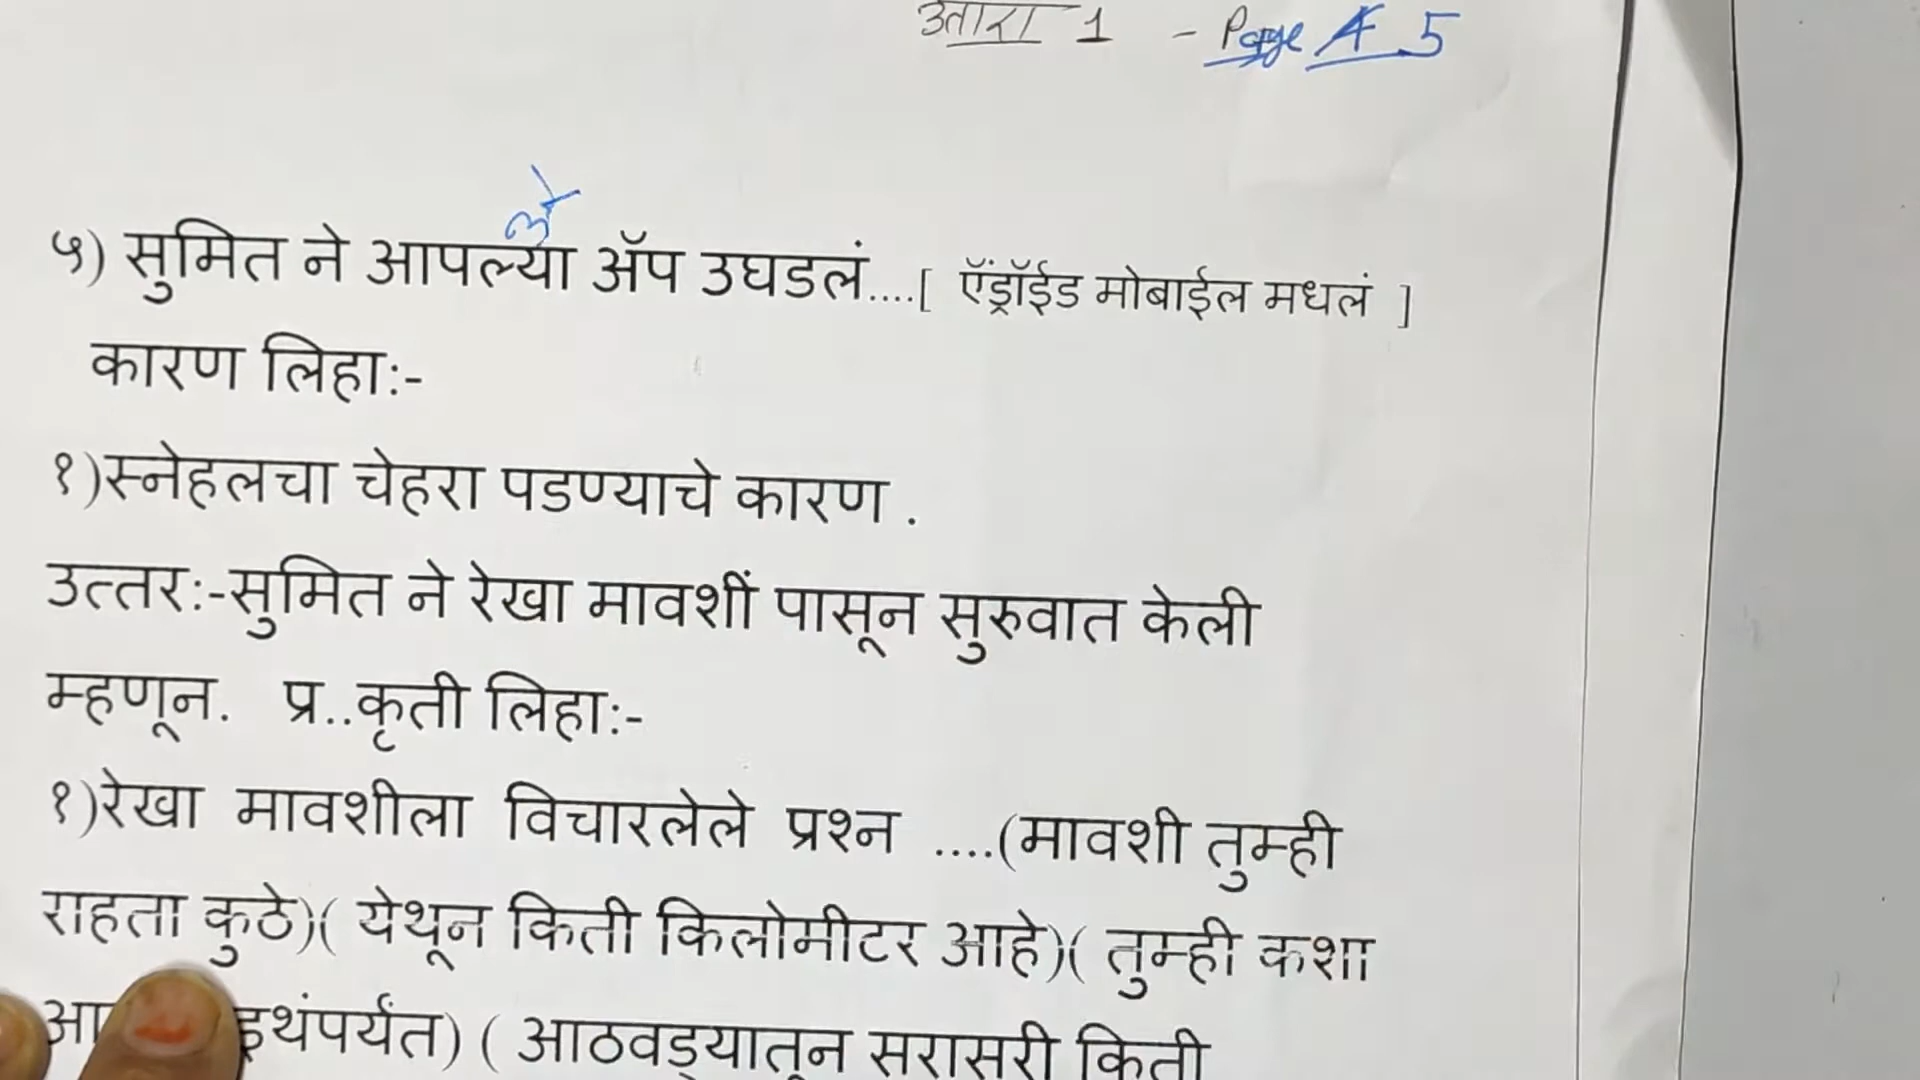 उतारा 1 - Page 5
५) सुमित ने आपल्या ॲप उघडलं....[ ऍंड्रॉईड मोबाईल मधलं ]
कारण लिहा:-
१)स्नेहलचा चेहरा पडण्याचे कारण .
उत्तर:-सुमित ने रेखा मावशीं पासून सुरुवात केली
म्हणून. प्र..कृती लिहा:-
१)रेखा मावशीला विचारलेले प्रश्न ....(मावशी तुम्ही
राहता कुठे)( येथून किती किलोमीटर आहे)( तुम्ही कशा
इथंपर्यंत) ( आठवड्यातून सरासरी किती